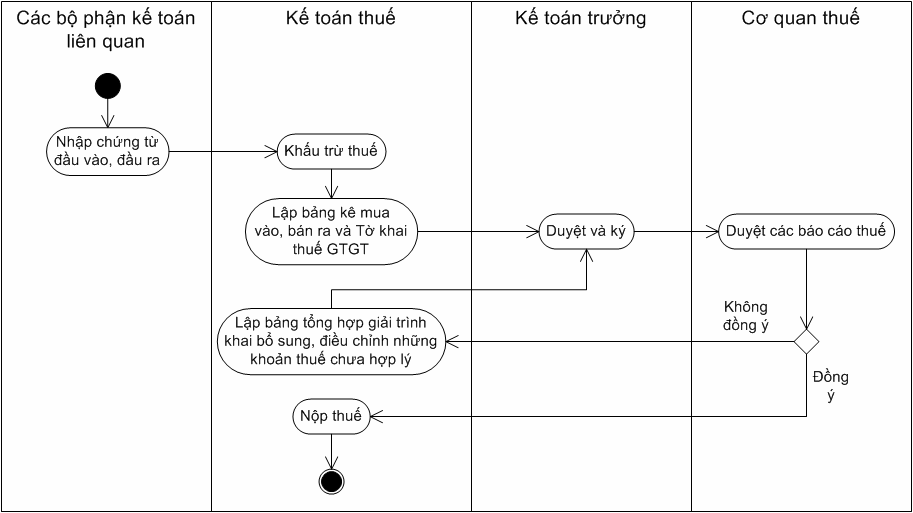 Các bộ phận kế toán
liên quan
Kế toán thuế
Kế toán trưởng
Cơ quan thuế
Nhập chứng từ
đầu vào, đầu ra
Khấu trừ thuế
Lập bảng kê mua
vào, bán ra và Tờ khai
thuế GTGT
Duyệt và ký
Duyệt các báo cáo thuế
Không
đồng ý
Lập bảng tổng hợp giải trình
khai bổ sung, điều chỉnh những
khoản thuế chưa hợp lý
Đồng
ý
Nộp thuế